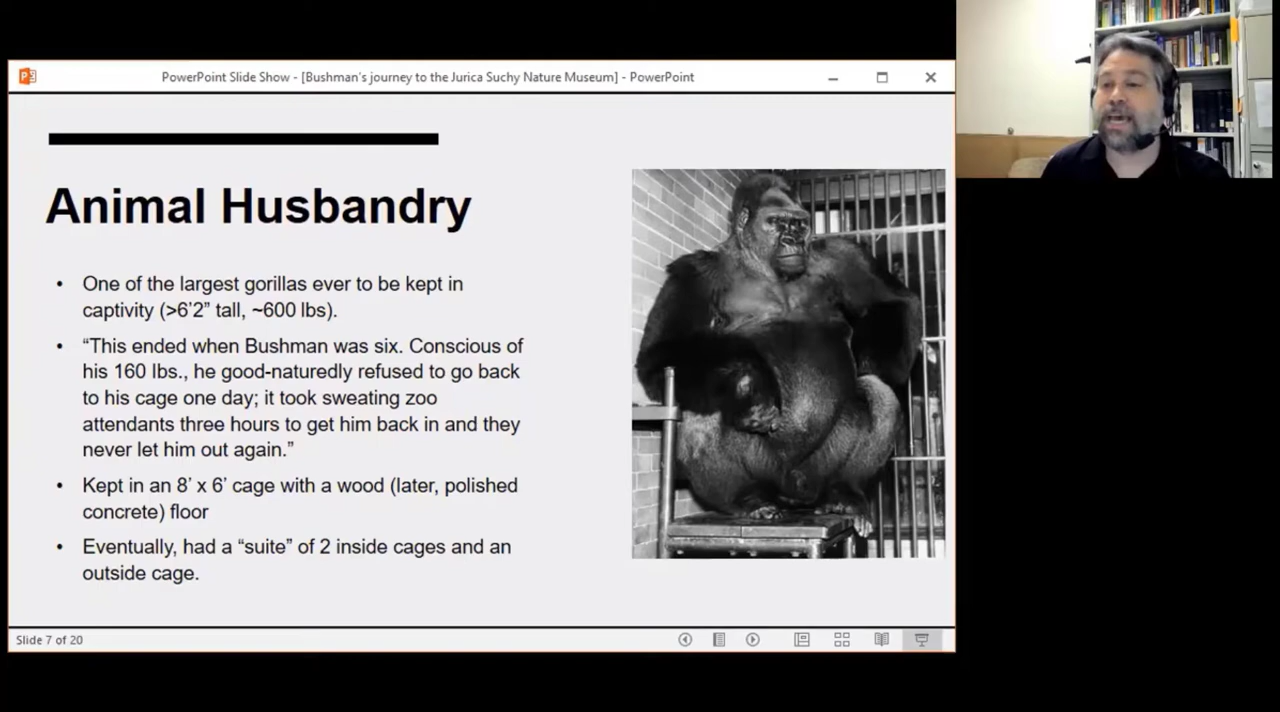 PowerPoint Slide Show - [Bushman's journey to the Jurica Suchy Nature Museum] - PowerPoint
Animal Husbandry
• One of the largest gorillas ever to be kept in
captivity (>6’2” tall, ~600 lbs).
• “This ended when Bushman was six. Conscious of
his 160 lbs., he good-naturedly refused to go back
to his cage one day; it took sweating zoo
attendants three hours to get him back in and they
never let him out again.”
• Kept in an 8’ x 6’ cage with a wood (later, polished
concrete) floor
• Eventually, had a “suite” of 2 inside cages and an
outside cage.
Slide 7 of 20